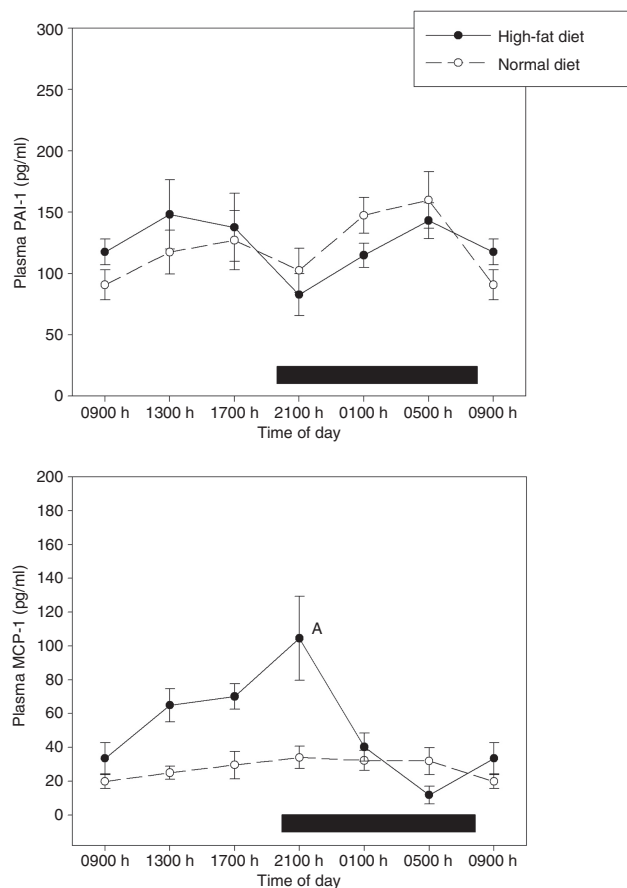 High-fat diet
Normal diet
300
250
200
150
100
50
0
Plasma PAI-1 (pg/ml)
0900 h 1300 h 1700 h 2100 h 0100 h 0500 h 0900 h
Time of day
200
180
160
140
120
100
80
60
40
20
0
Plasma MCP-1 (pg/ml)
A
0900 h 1300 h 1700 h 2100 h 0100 h 0500 h 0900 h
Time of day